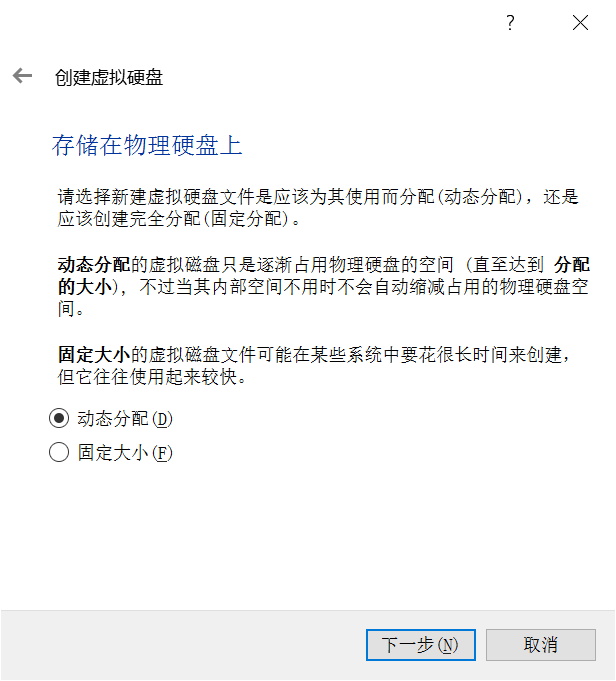 ?
创建虚拟硬盘
存储在物理硬盘上
请选择新建虚拟硬盘文件是应该为其使用而分配(动态分配)，还是
应该创建完全分配(固定分配)。
动态分配的虚拟磁盘只是逐渐占用物理硬盘的空间 (直至达到 分配
的大小)，不过当其内部空间不用时不会自动缩减占用的物理硬盘空
间。
固定大小的虚拟磁盘文件可能在某些系统中要花很长时间来创建，
但它往往使用起来较快。
动态分配(D)
固定大小(F)
下一步(N)
取消